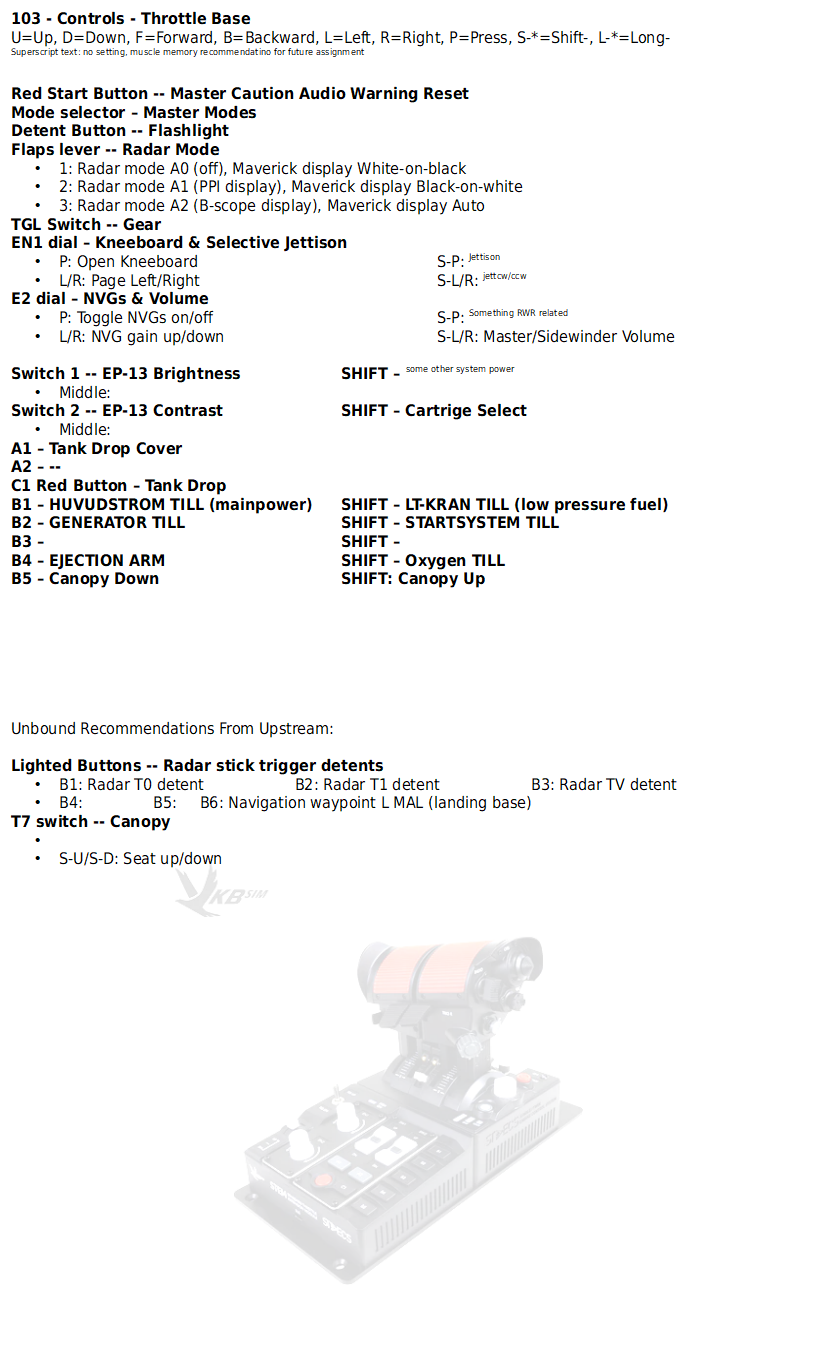 103 - Controls - Throttle Base
U=Up, D=Down, F=Forward, B=Backward, L=Left, R=Right, P=Press, S-*=Shift-, L-*=Long-
Superscript text: no setting, muscle memory recommendatino for future assignment
Red Start Button -- Master Caution Audio Warning Reset
Mode selector – Master Modes
Detent Button -- Flashlight
Flaps lever -- Radar Mode
• 1: Radar mode A0 (off), Maverick display White-on-black
• 2: Radar mode A1 (PPI display), Maverick display Black-on-white
• 3: Radar mode A2 (B-scope display), Maverick display Auto
TGL Switch -- Gear
EN1 dial – Kneeboard & Selective Jettison
• P: Open Kneeboard S-P: Jettison
• L/R: Page Left/Right S-L/R: jettcw/ccw
E2 dial – NVGs & Volume
• P: Toggle NVGs on/off S-P: Something RWR related
• L/R: NVG gain up/down S-L/R: Master/Sidewinder Volume
Switch 1 -- EP-13 Brightness SHIFT – some other system power
• Middle:
Switch 2 -- EP-13 Contrast SHIFT – Cartrige Select
• Middle:
A1 – Tank Drop Cover
A2 – --
C1 Red Button – Tank Drop
B1 – HUVUDSTROM TILL (mainpower) SHIFT – LT-KRAN TILL (low pressure fuel)
B2 – GENERATOR TILL SHIFT – STARTSYSTEM TILL
B3 – SHIFT –
B4 – EJECTION ARM SHIFT – Oxygen TILL
B5 – Canopy Down SHIFT: Canopy Up
Unbound Recommendations From Upstream:
Lighted Buttons -- Radar stick trigger detents
• B1: Radar T0 detent B2: Radar T1 detent B3: Radar TV detent
• B4: B5: B6: Navigation waypoint L MAL (landing base)
T7 switch -- Canopy
•
• S-U/S-D: Seat up/down
KB SIM